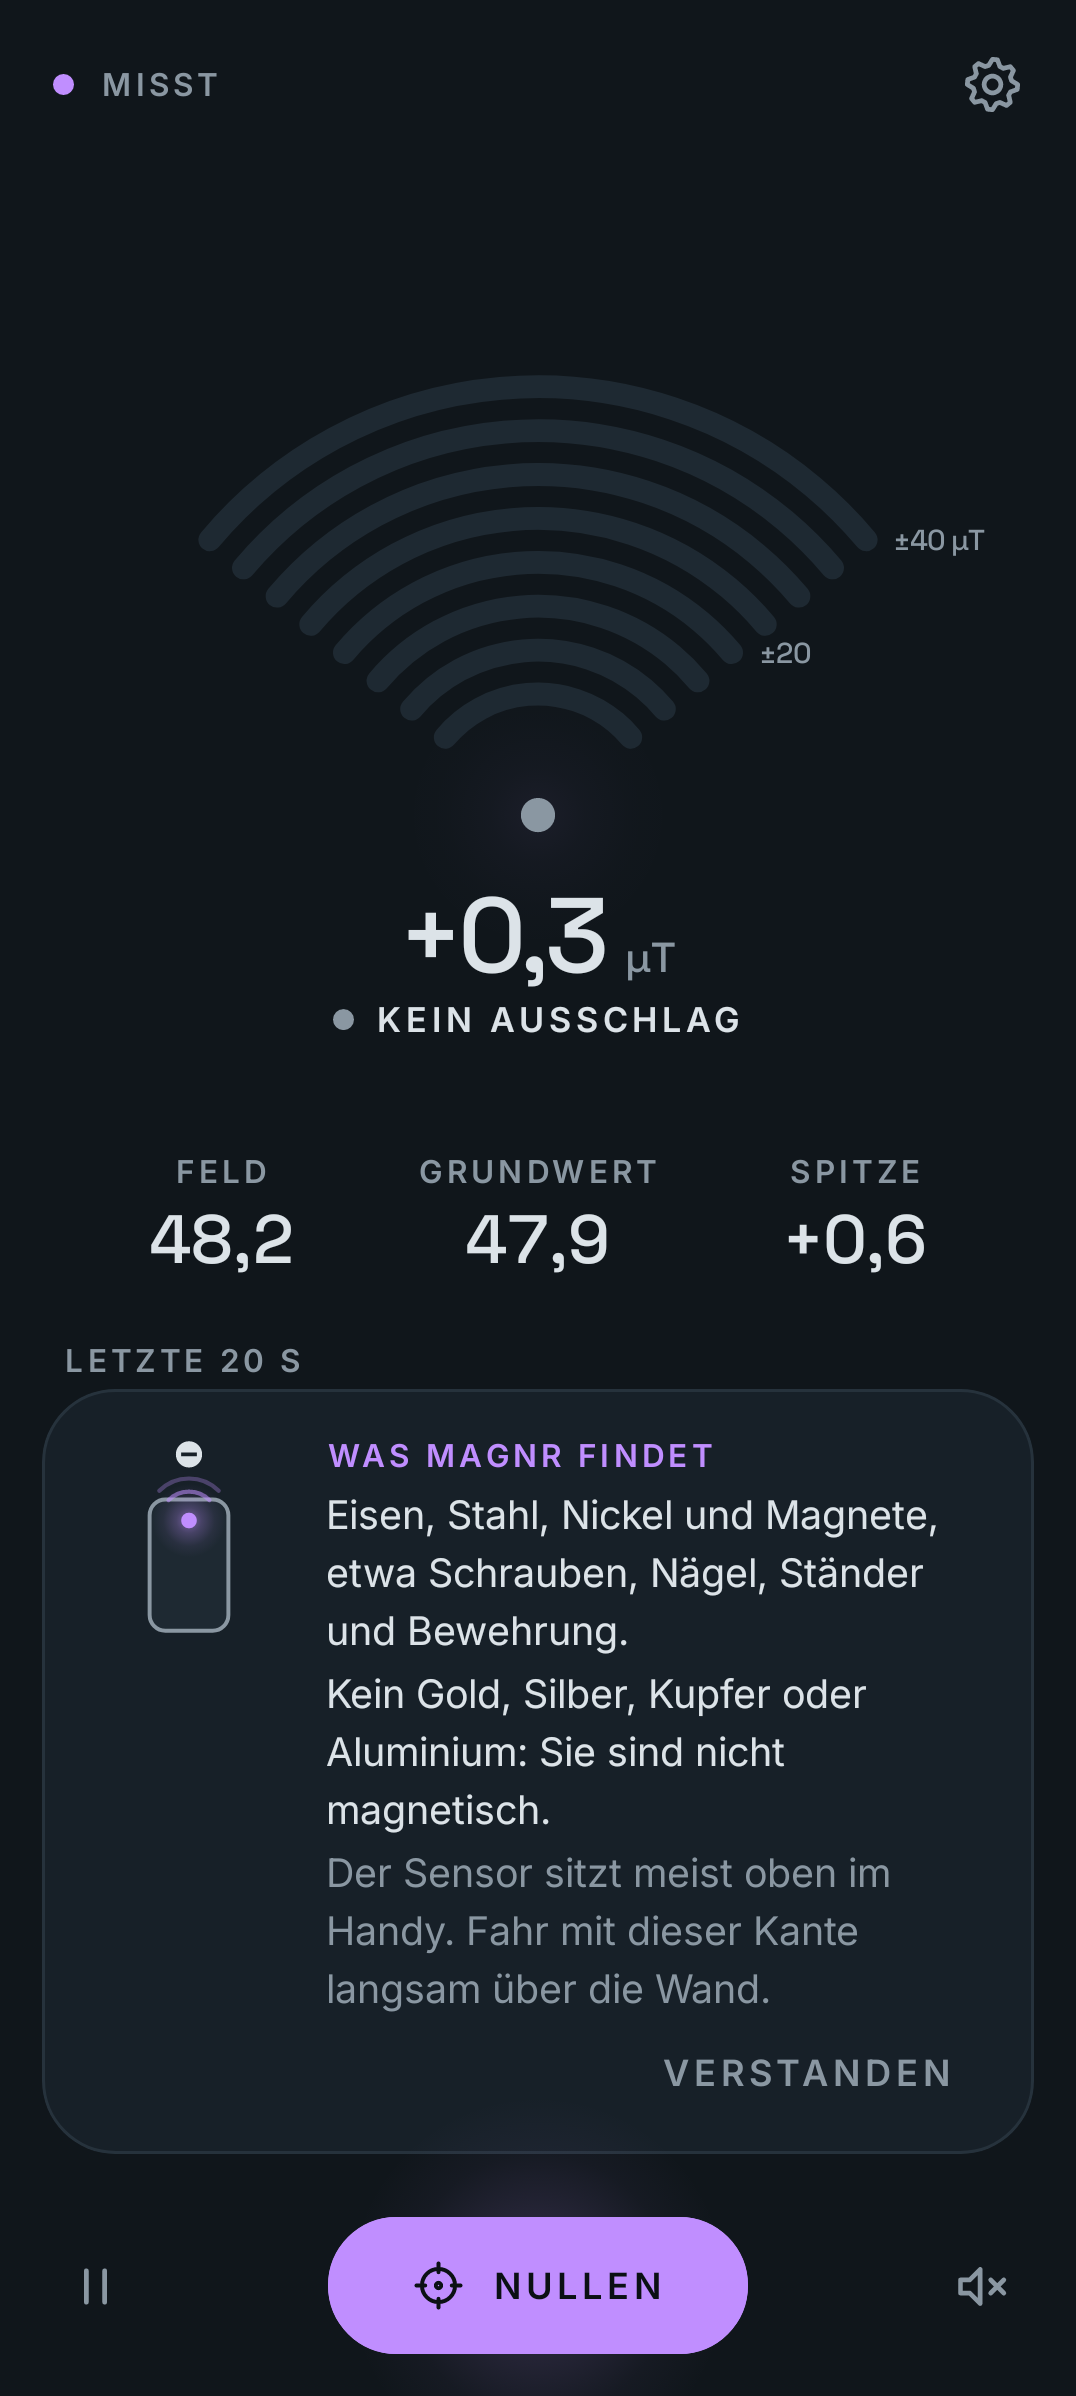 MISST
±40 µT
±20
+0,3 µT
KEIN AUSSCHLAG
FELD GRUNDWERT SPITZE
48,2 47,9 +0,6
LETZTE 20 S
WAS MAGNR FINDET
Eisen, Stahl, Nickel und Magnete,
etwa Schrauben, Nägel, Ständer
und Bewehrung.
Kein Gold, Silber, Kupfer oder
Aluminium: Sie sind nicht
magnetisch.
Der Sensor sitzt meist oben im
Handy. Fahr mit dieser Kante
langsam über die Wand.
VERSTANDEN
NULLEN